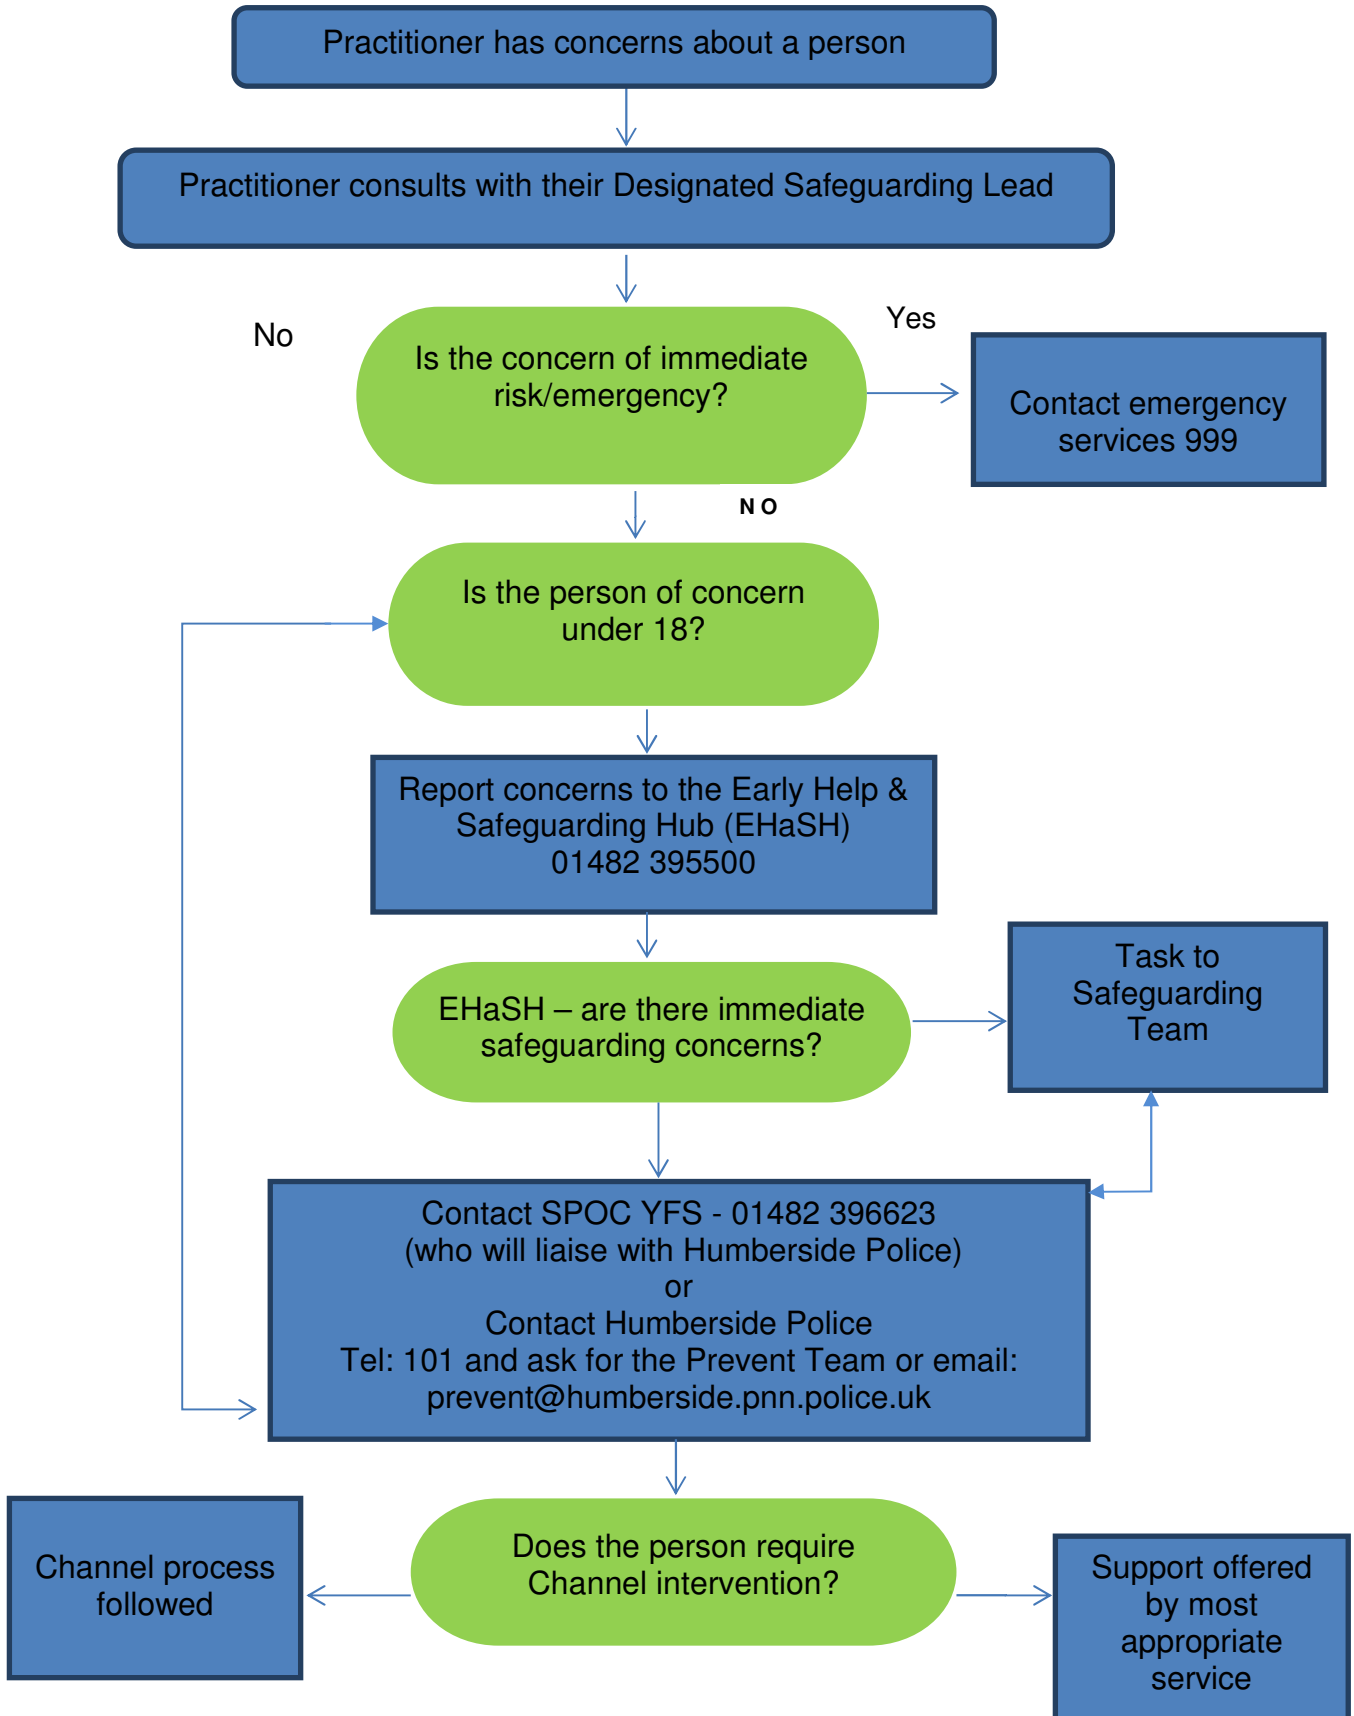 Practitioner has concerns about a person
Practitioner consults with their Designated Safeguarding Lead
No
Is the concern of immediate
risk/emergency?
Yes
Contact emergency
services 999
N O
Is the person of concern
under 18?
Report concerns to the Early Help &
Safeguarding Hub (EHaSH)
01482 395500
EHaSH – are there immediate
safeguarding concerns?
Task to
Safeguarding
Team
Contact SPOC YFS - 01482 396623
(who will liaise with Humberside Police)
or
Contact Humberside Police
Tel: 101 and ask for the Prevent Team or email:
prevent@humberside.pnn.police.uk
Channel process
followed
Does the person require
Channel intervention?
Support offered
by most
appropriate
service